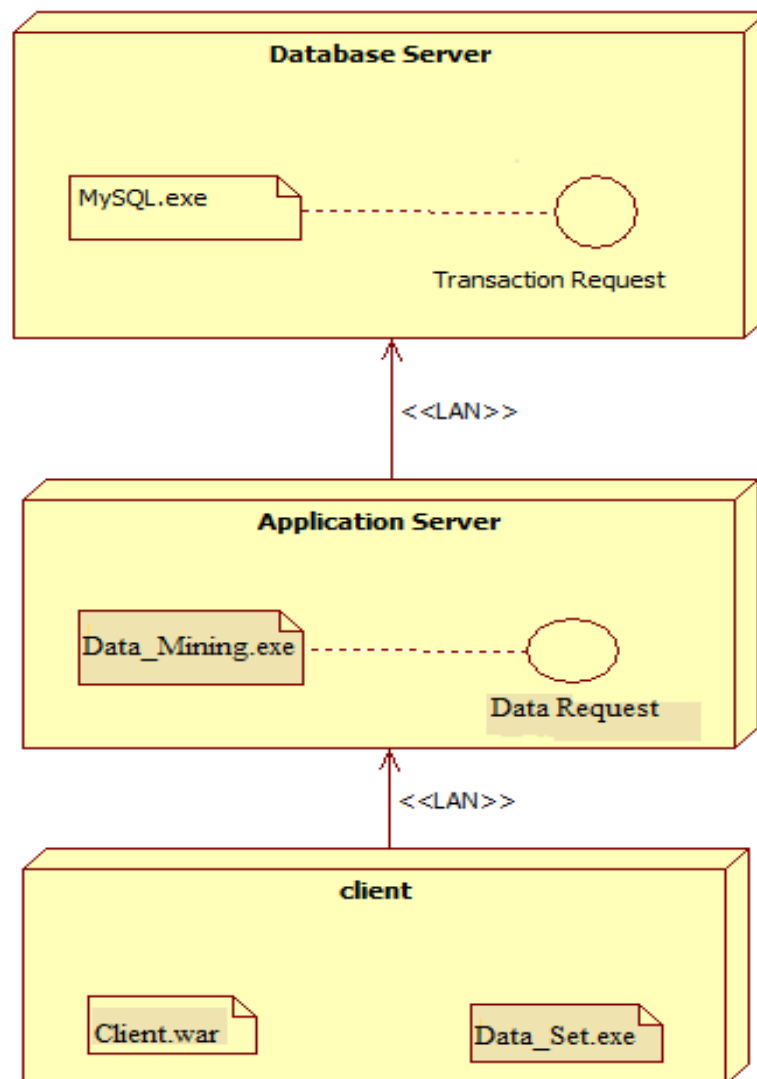 Database Server
MySQL.exe
Transaction Request
<<LAN>>
Application Server
Data_Mining.exe
Data Request
<<LAN>>
client
Client.war
Data_Set.exe